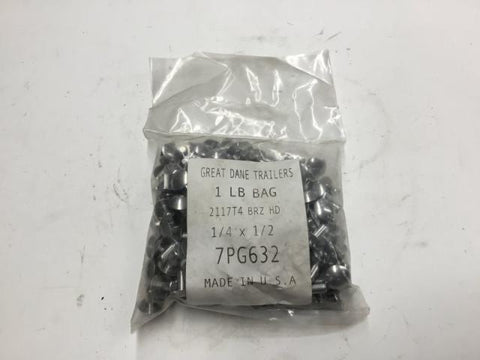 GREAT DANE TRAILERS
1 LB BAG
2117T4 BRZ HD
1/4 x 1/2
7PG632
MADE IN U.S.A